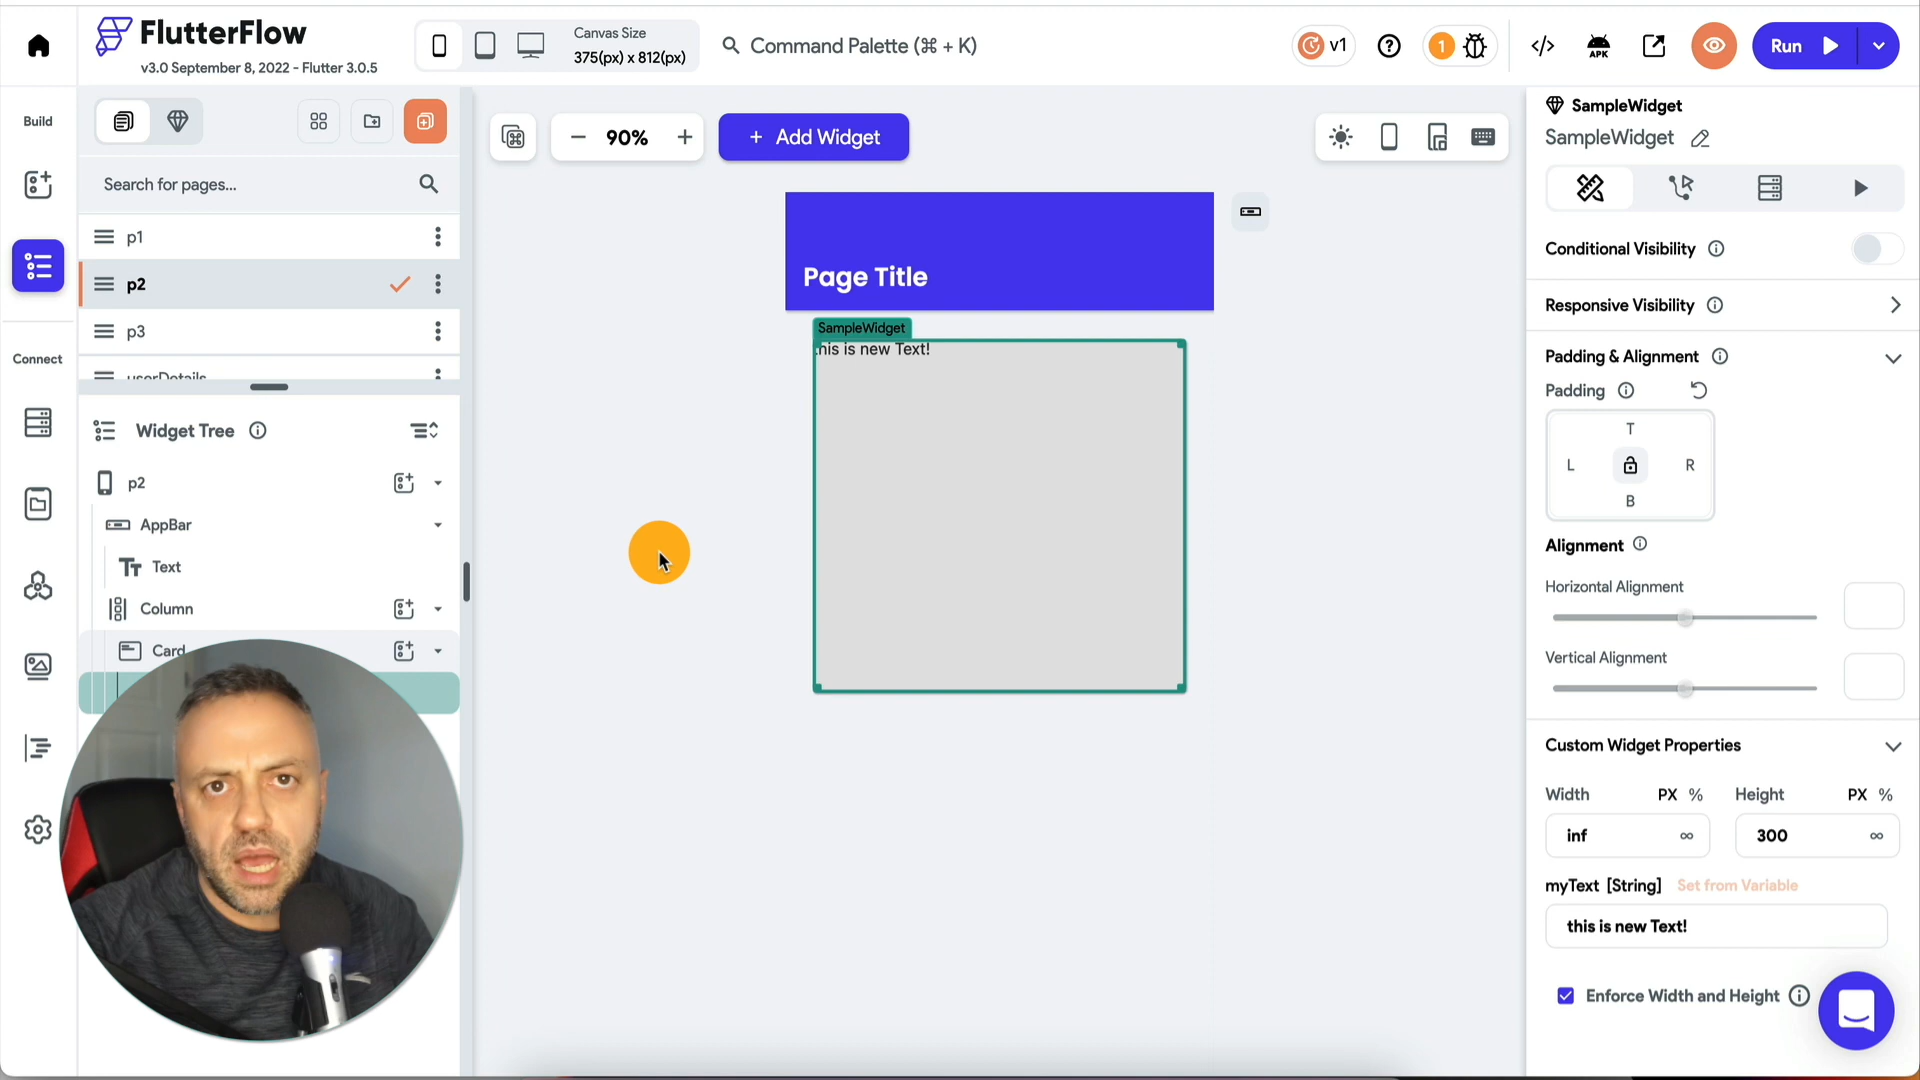 FlutterFlow
v3.0 September 8, 2022 - Flutter 3.0.5
Canvas Size
375(px) x 812(px)
Command Palette (⌘ + K)
v1
1
APK
Run
Build
Search for pages...
p1
p2
p3
Connect
Widget Tree
p2
AppBar
Text
Column
Card
90%
+ Add Widget
Page Title
SampleWidget
this is new Text!
SampleWidget
SampleWidget
Conditional Visibility
Responsive Visibility
Padding & Alignment
Padding
T
L
R
B
Alignment
Horizontal Alignment
Vertical Alignment
Custom Widget Properties
Width PX % Height PX %
inf ∞ 300 ∞
myText [String] Set from Variable
this is new Text!
Enforce Width and Height